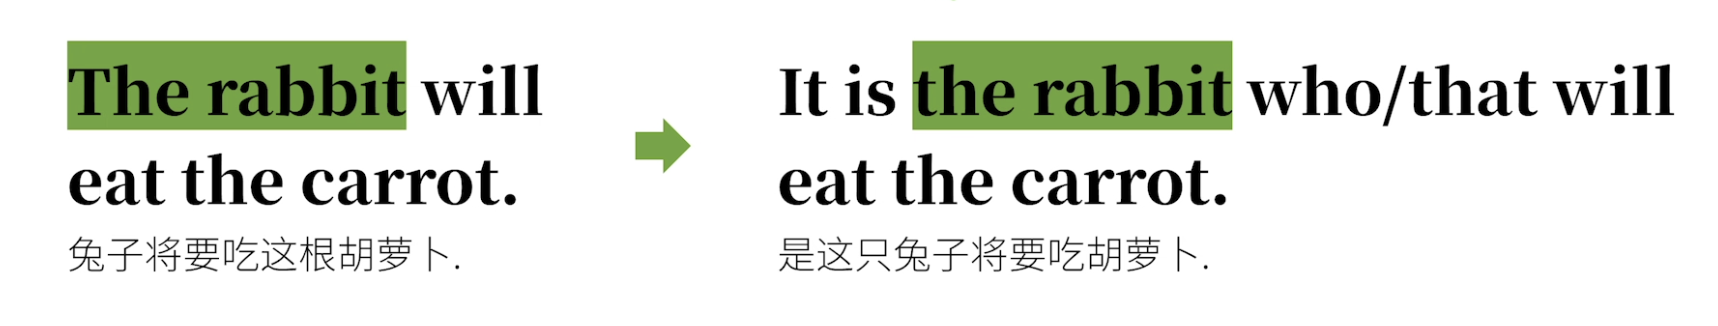 The rabbit will
eat the carrot.
兔子将要吃这根胡萝卜.
It is the rabbit who/that will
eat the carrot.
是这只兔子将要吃胡萝卜.